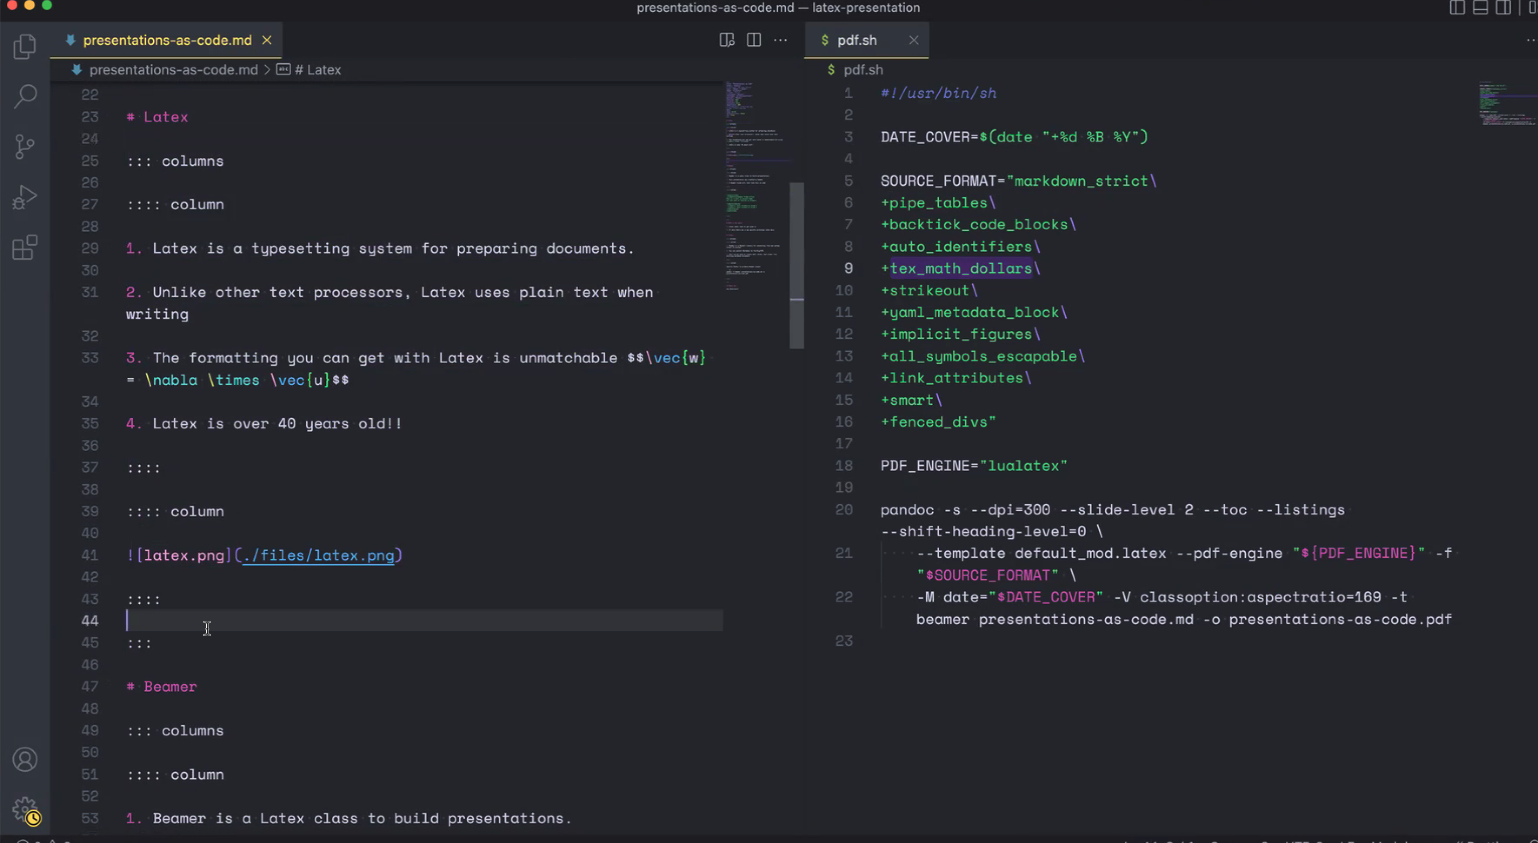 presentations-as-code.md — latex-presentation
presentations-as-code.md
pdf.sh
presentations-as-code.md > # Latex
$ pdf.sh
22
23 # Latex
24
25 ::: columns
26
27 :::: column
28
29 1. Latex is a typesetting system for preparing documents.
30
31 2. Unlike other text processors, Latex uses plain text when
writing
32
33 3. The formatting you can get with Latex is unmatchable $$\vec{w}
= \nabla \times \vec{u}$$
34
35 4. Latex is over 40 years old!!
36
37 ::::
38
39 :::: column
40
41 ![latex.png](./files/latex.png)
42
43 ::::
44
45 :::
46
47 # Beamer
48
49 ::: columns
50
51 :::: column
52
53 1. Beamer is a Latex class to build presentations.
1 #!/usr/bin/sh
2
3 DATE_COVER=$(date "+%d %B %Y")
4
5 SOURCE_FORMAT="markdown_strict\
6 +pipe_tables\
7 +backtick_code_blocks\
8 +auto_identifiers\
9 +tex_math_dollars\
10 +strikeout\
11 +yaml_metadata_block\
12 +implicit_figures\
13 +all_symbols_escapable\
14 +link_attributes\
15 +smart\
16 +fenced_divs"
17
18 PDF_ENGINE="lualatex"
19
20 pandoc -s --dpi=300 --slide-level 2 --toc --listings
--shift-heading-level=0 \
21 --template default_mod.latex --pdf-engine "${PDF_ENGINE}" -f
"$SOURCE_FORMAT" \
22 -M date="$DATE_COVER" -V classoption:aspectratio=169 -t
beamer presentations-as-code.md -o presentations-as-code.pdf
23